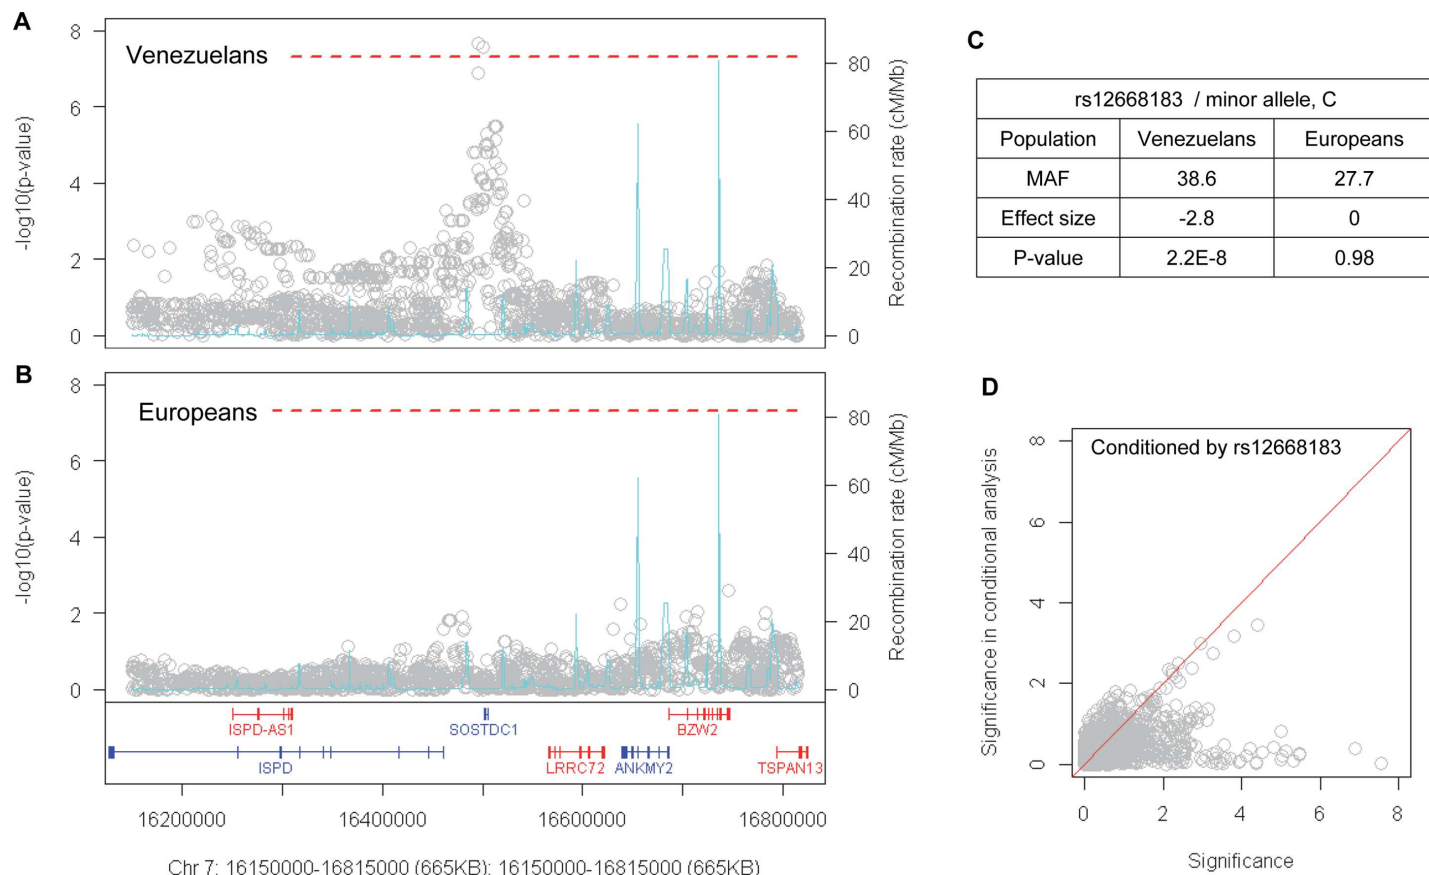 A
Venezuelans
-log10(p-value)
8
6
4
2
0
80
60
40
20
0
Recombination rate (cM/Mb)
B
Europeans
-log10(p-value)
8
6
4
2
0
80
60
40
20
0
Recombination rate (cM/Mb)
ISPD-AS1 SOSTDC1 BZW2
ISPD LRRC72 ANKMY2 TSPAN13
16200000 16400000 16600000 16800000
Chr 7: 16150000-16815000 (665KB): 16150000-16815000 (665KB)
C
rs12668183 / minor allele, C
Population Venezuelans Europeans
MAF 38.6 27.7
Effect size -2.8 0
P-value 2.2E-8 0.98
D
Conditioned by rs12668183
Significance in conditional analysis
8
6
4
2
0
0 2 4 6 8
Significance